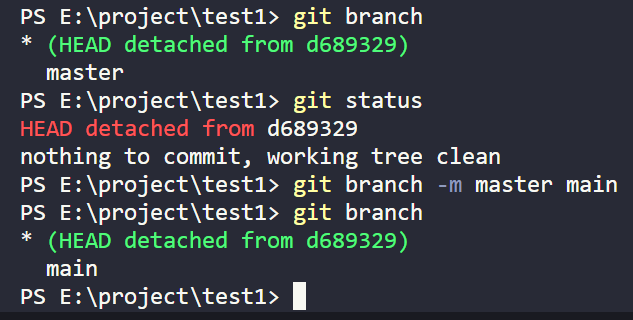 PS E:\project\test1> git branch
* (HEAD detached from d689329)
  master
PS E:\project\test1> git status
HEAD detached from d689329
nothing to commit, working tree clean
PS E:\project\test1> git branch -m master main
PS E:\project\test1> git branch
* (HEAD detached from d689329)
  main
PS E:\project\test1>